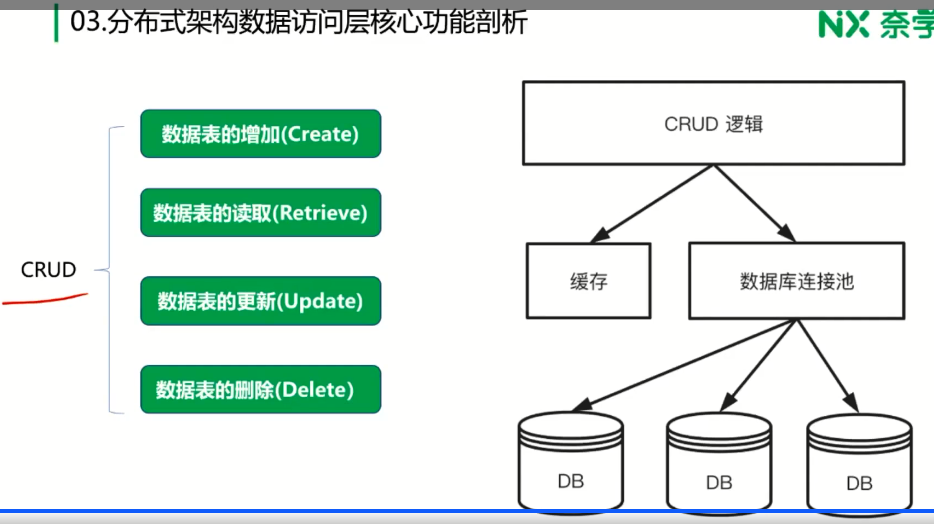 03.分布式架构数据访问层核心功能剖析
NX 奈学
CRUD
数据表的增加(Create)
数据表的读取(Retrieve)
数据表的更新(Update)
数据表的删除(Delete)
CRUD 逻辑
缓存
数据库连接池
DB
DB
DB